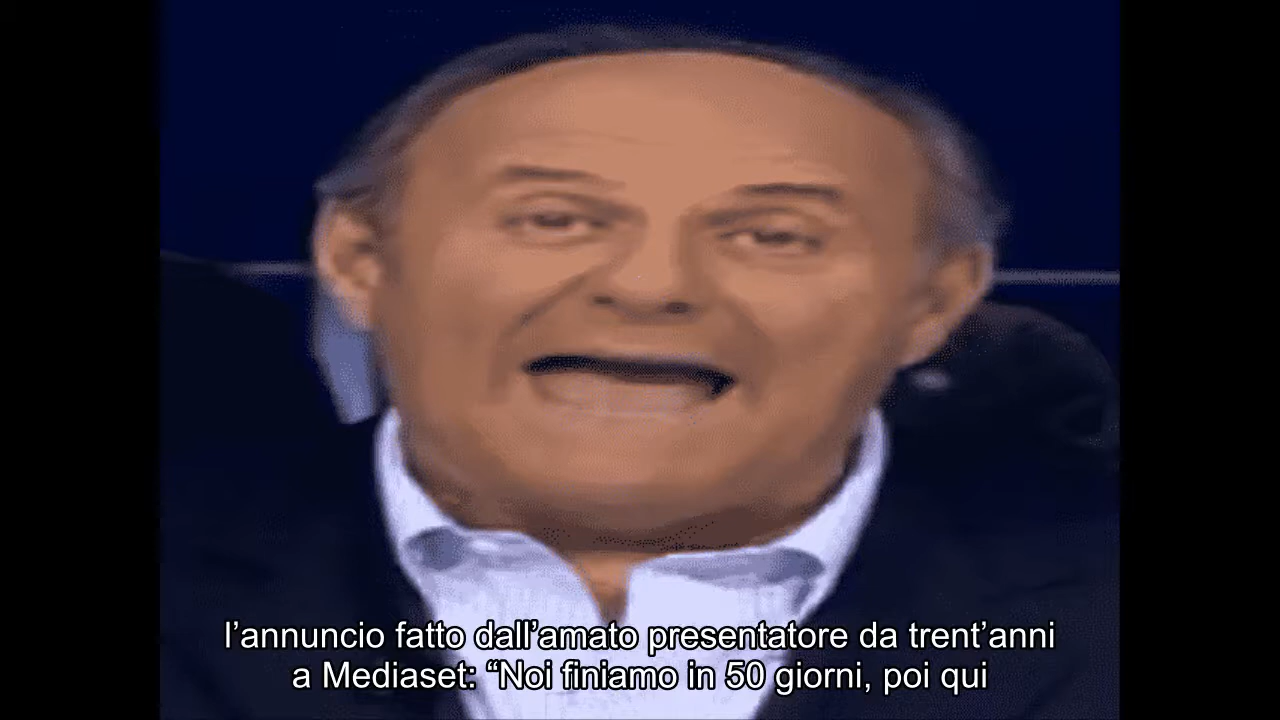 l’annuncio fatto dall’amato presentatore da trent’anni
a Mediaset: “Noi finiamo in 50 giorni, poi qui